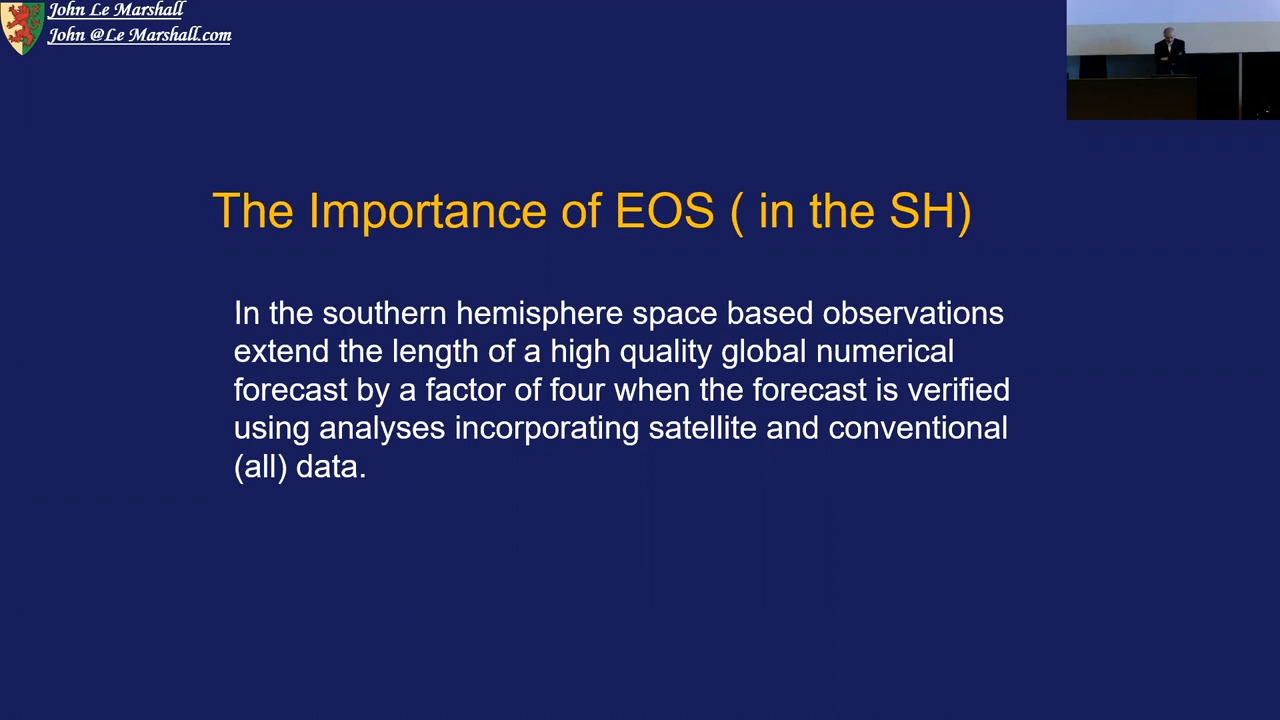 John Le Marshall
John @Le Marshall.com
The Importance of EOS ( in the SH)
In the southern hemisphere space based observations
extend the length of a high quality global numerical
forecast by a factor of four when the forecast is verified
using analyses incorporating satellite and conventional
(all) data.